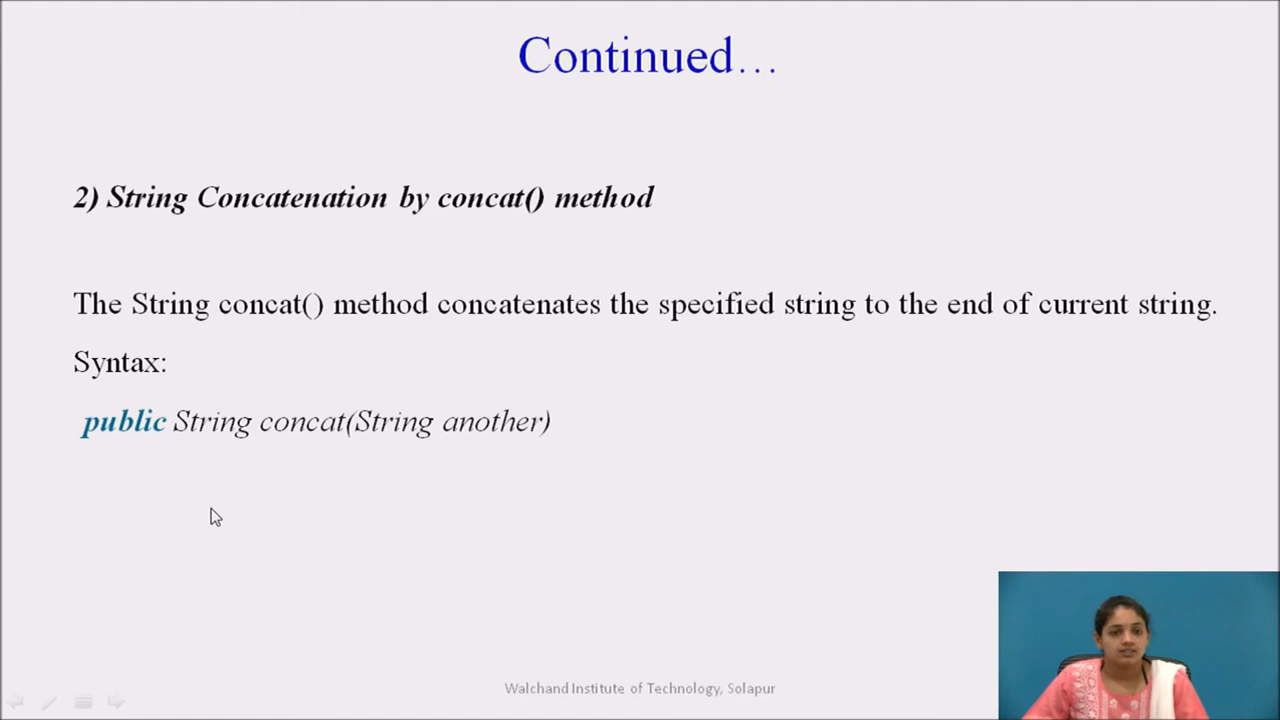 Continued...
2) String Concatenation by concat() method
The String concat() method concatenates the specified string to the end of current string.
Syntax:
public String concat(String another)
Walchand Institute of Technology, Solapur